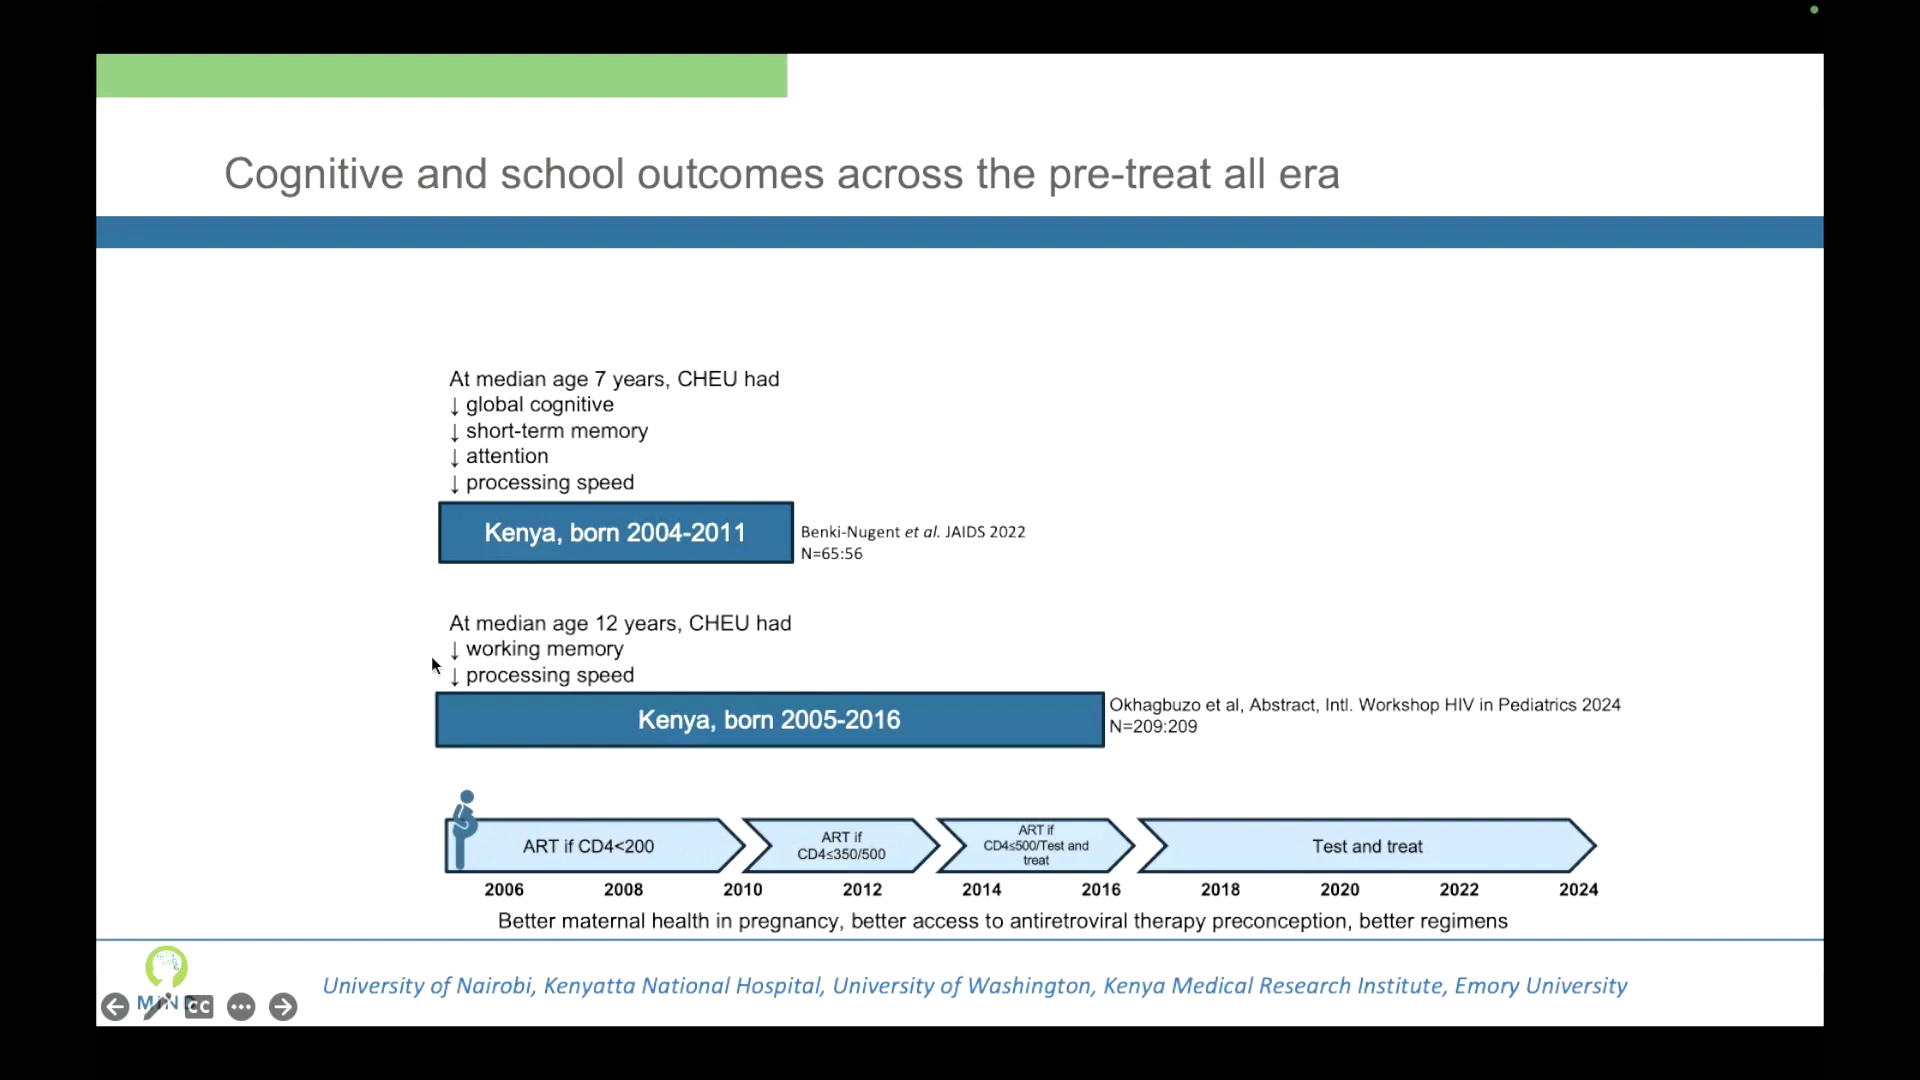 Cognitive and school outcomes across the pre-treat all era
At median age 7 years, CHEU had
↓ global cognitive
↓ short-term memory
↓ attention
↓ processing speed
Kenya, born 2004-2011
Benki-Nugent et al. JAIDS 2022
N=65:56
At median age 12 years, CHEU had
↓ working memory
↓ processing speed
Kenya, born 2005-2016
Okhagbuzo et al, Abstract, Intl. Workshop HIV in Pediatrics 2024
N=209:209
ART if CD4<200
ART if
CD4≤350/500
ART if
CD4≤500/Test and
treat
Test and treat
2006 2008 2010 2012 2014 2016 2018 2020 2022 2024
Better maternal health in pregnancy, better access to antiretroviral therapy preconception, better regimens
University of Nairobi, Kenyatta National Hospital, University of Washington, Kenya Medical Research Institute, Emory University
CC